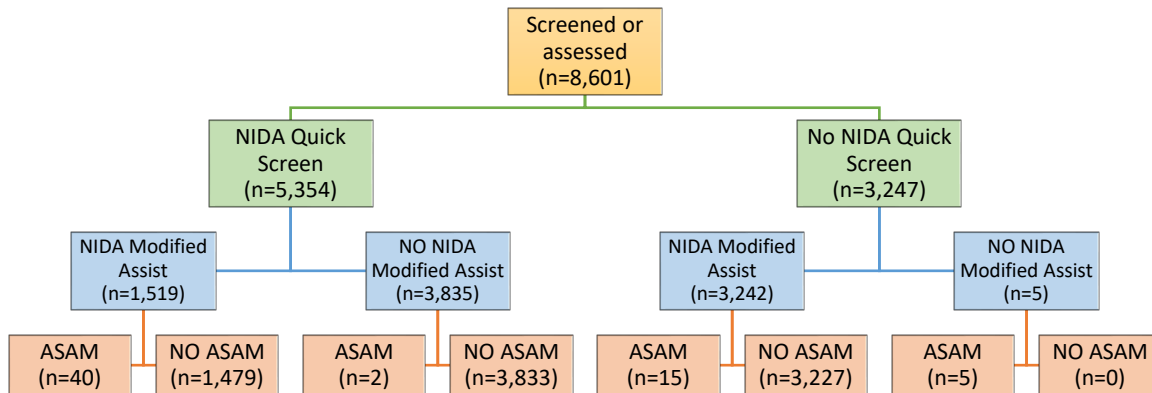 Screened or
assessed
(n=8,601)
NIDA Quick
Screen
(n=5,354)
No NIDA Quick
Screen
(n=3,247)
NIDA Modified
Assist
(n=1,519)
NO NIDA
Modified Assist
(n=3,835)
NIDA Modified
Assist
(n=3,242)
NO NIDA
Modified Assist
(n=5)
ASAM
(n=40)
NO ASAM
(n=1,479)
ASAM
(n=2)
NO ASAM
(n=3,833)
ASAM
(n=15)
NO ASAM
(n=3,227)
ASAM
(n=5)
NO ASAM
(n=0)